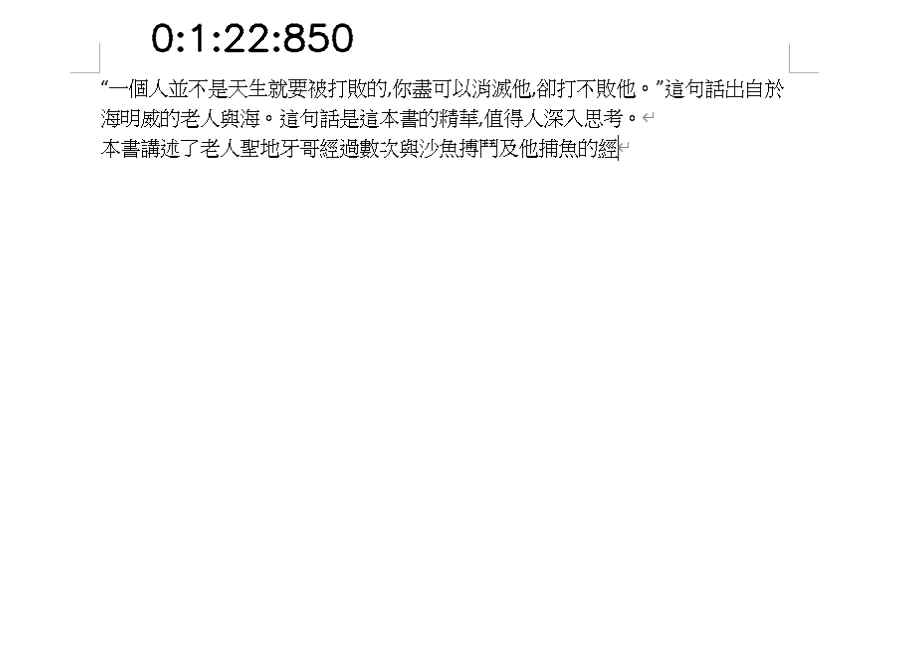 0:1:22:850
“一個人並不是天生就要被打敗的,你盡可以消滅他,卻打不敗他。”這句話出自於
海明威的老人與海。這句話是這本書的精華,值得人深入思考。
本書講述了老人聖地牙哥經過數次與沙魚搏鬥及他捕魚的經